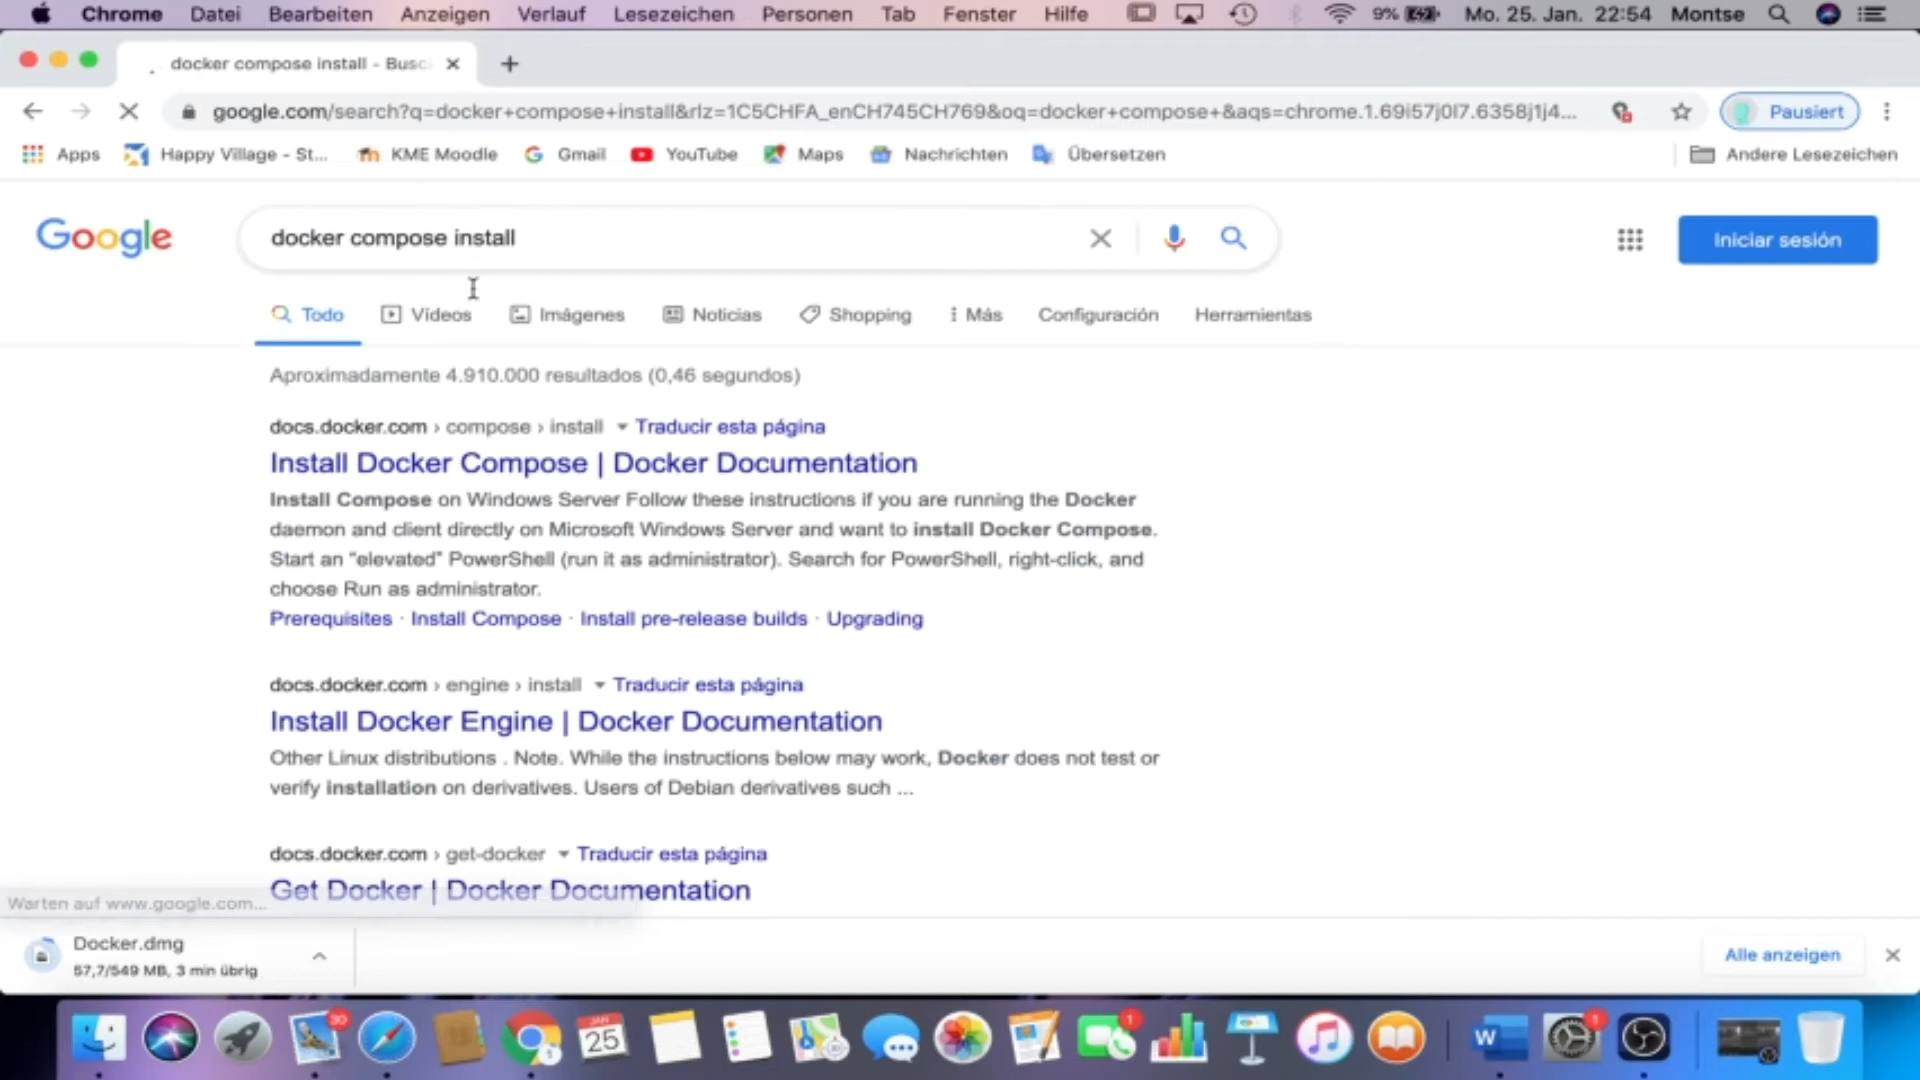 Chrome Datei Bearbeiten Anzeigen Verlauf Lesezeichen Personen Tab Fenster Hilfe 9% Mo. 25. Jan. 22:54 Montse
docker compose install - Busc
google.com/search?q=docker+compose+install&rlz=1C5CHFA_enCH745CH769&oq=docker+compose+&aqs=chrome.1.69i57j0l7.6358j1j4... Pausiert
Apps Happy Village - St... KME Moodle Gmail YouTube Maps Nachrichten Übersetzen Andere Lesezeichen
Google docker compose install Iniciar sesión
Todo Vídeos Imágenes Noticias Shopping Más Configuración Herramientas
Aproximadamente 4.910.000 resultados (0,46 segundos)
docs.docker.com › compose › install Traducir esta página
Install Docker Compose | Docker Documentation
Install Compose on Windows Server Follow these instructions if you are running the Docker
daemon and client directly on Microsoft Windows Server and want to install Docker Compose.
Start an "elevated" PowerShell (run it as administrator). Search for PowerShell, right-click, and
choose Run as administrator.
Prerequisites · Install Compose · Install pre-release builds · Upgrading
docs.docker.com › engine › install Traducir esta página
Install Docker Engine | Docker Documentation
Other Linux distributions . Note. While the instructions below may work, Docker does not test or
verify installation on derivatives. Users of Debian derivatives such ...
docs.docker.com › get-docker Traducir esta página
Get Docker | Docker Documentation
Warten auf www.google.com...
Docker.dmg
57,7/549 MB, 3 min übrig
Alle anzeigen
30 1 JAN 25 1 W 1